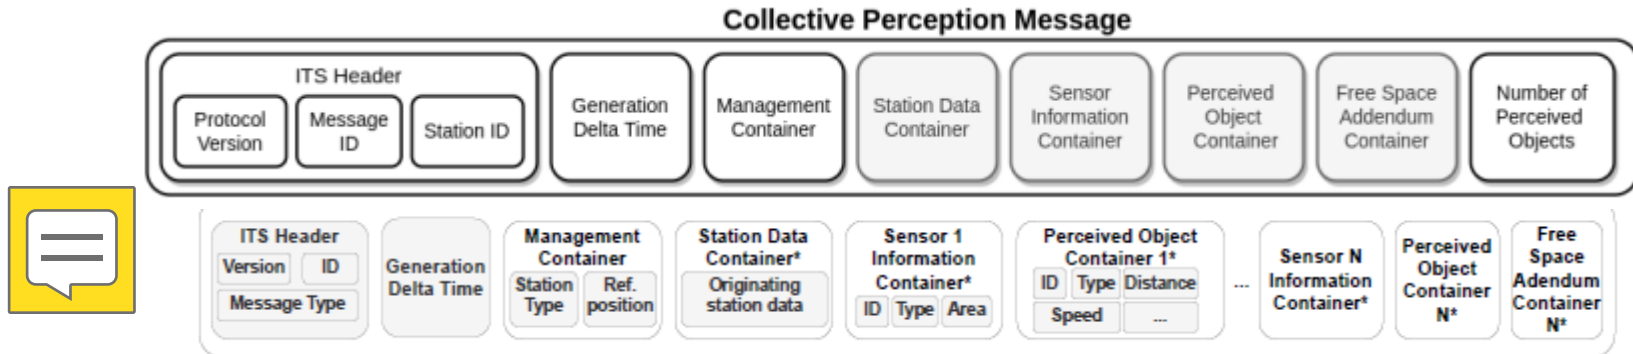 Collective Perception Message
ITS Header
Protocol
Version
Message
ID
Station ID
Generation
Delta Time
Management
Container
Station Data
Container
Sensor
Information
Container
Perceived
Object
Container
Free Space
Addendum
Container
Number of
Perceived
Objects
ITS Header
Version
ID
Message Type
Generation
Delta Time
Management
Container
Station
Type
Ref.
position
Station Data
Container*
Originating
station data
Sensor 1
Information
Container*
ID
Type
Area
Perceived Object
Container 1*
ID
Type
Distance
Speed
...
...
Sensor N
Information
Container*
Perceived
Object
Container
N*
Free
Space
Adendum
Container
N*